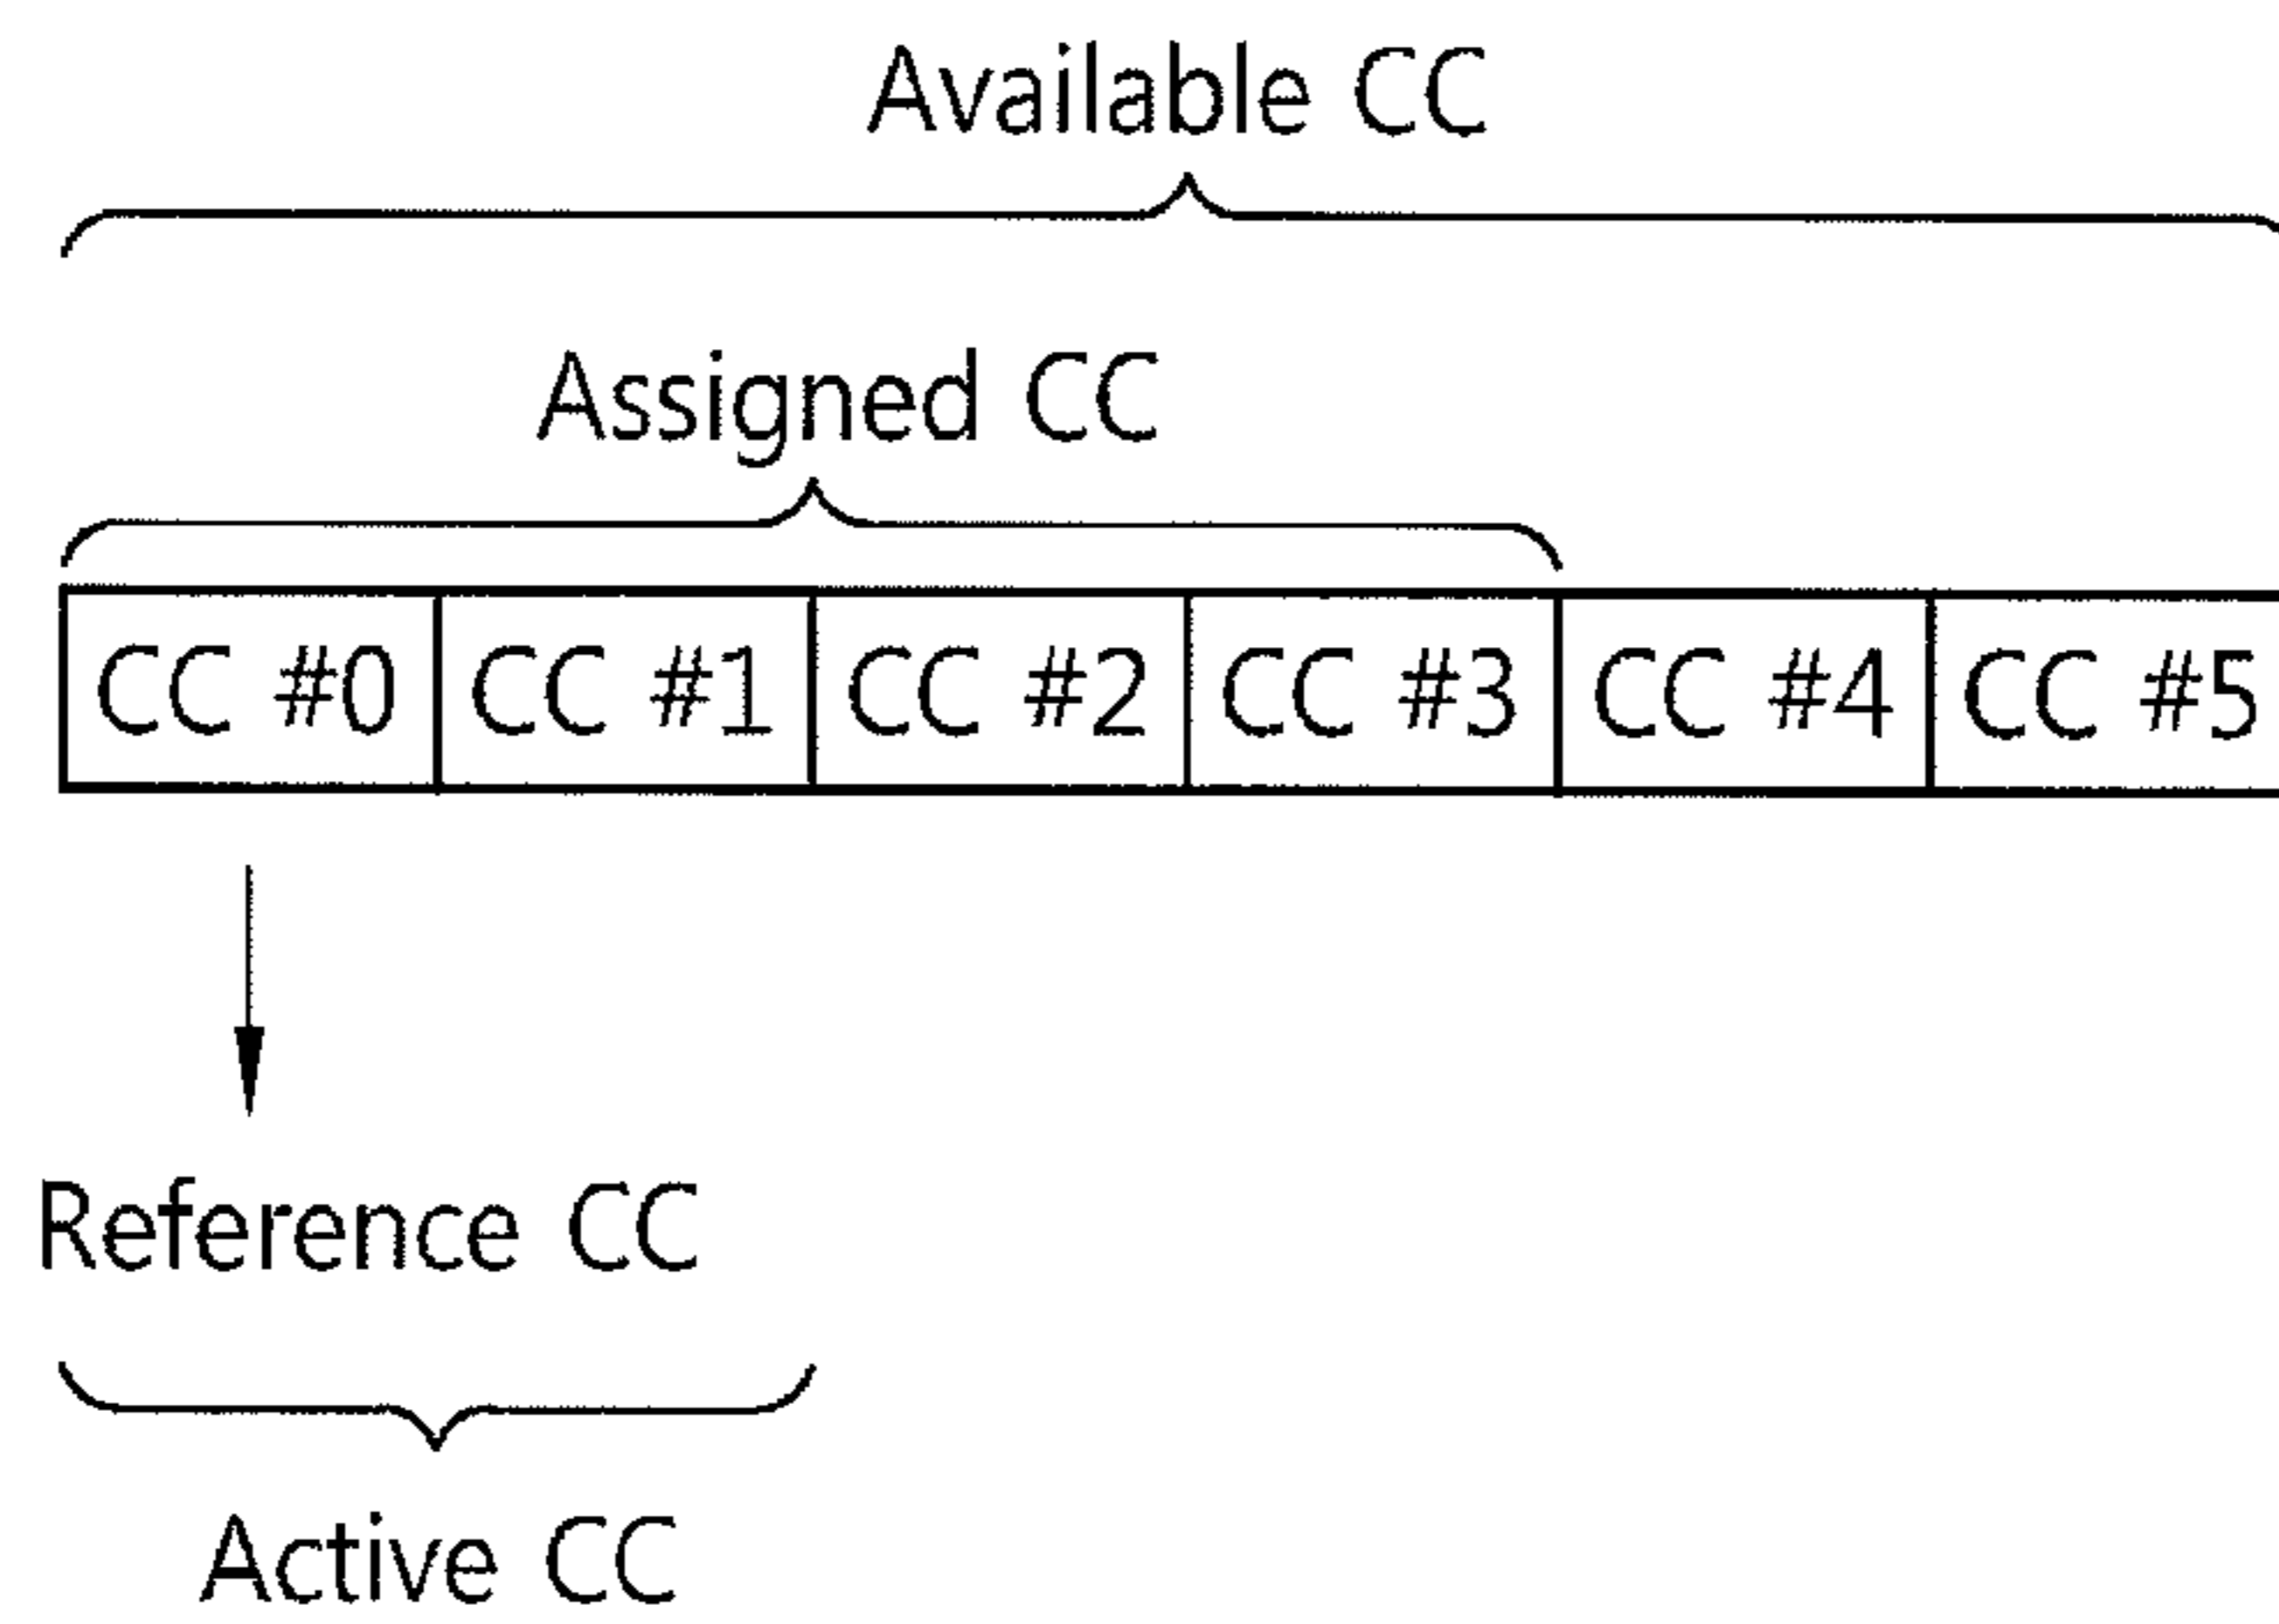 Available CC
Assigned CC
CC #0 CC #1 CC #2 CC #3 CC #4 CC #5
Reference CC
Active CC